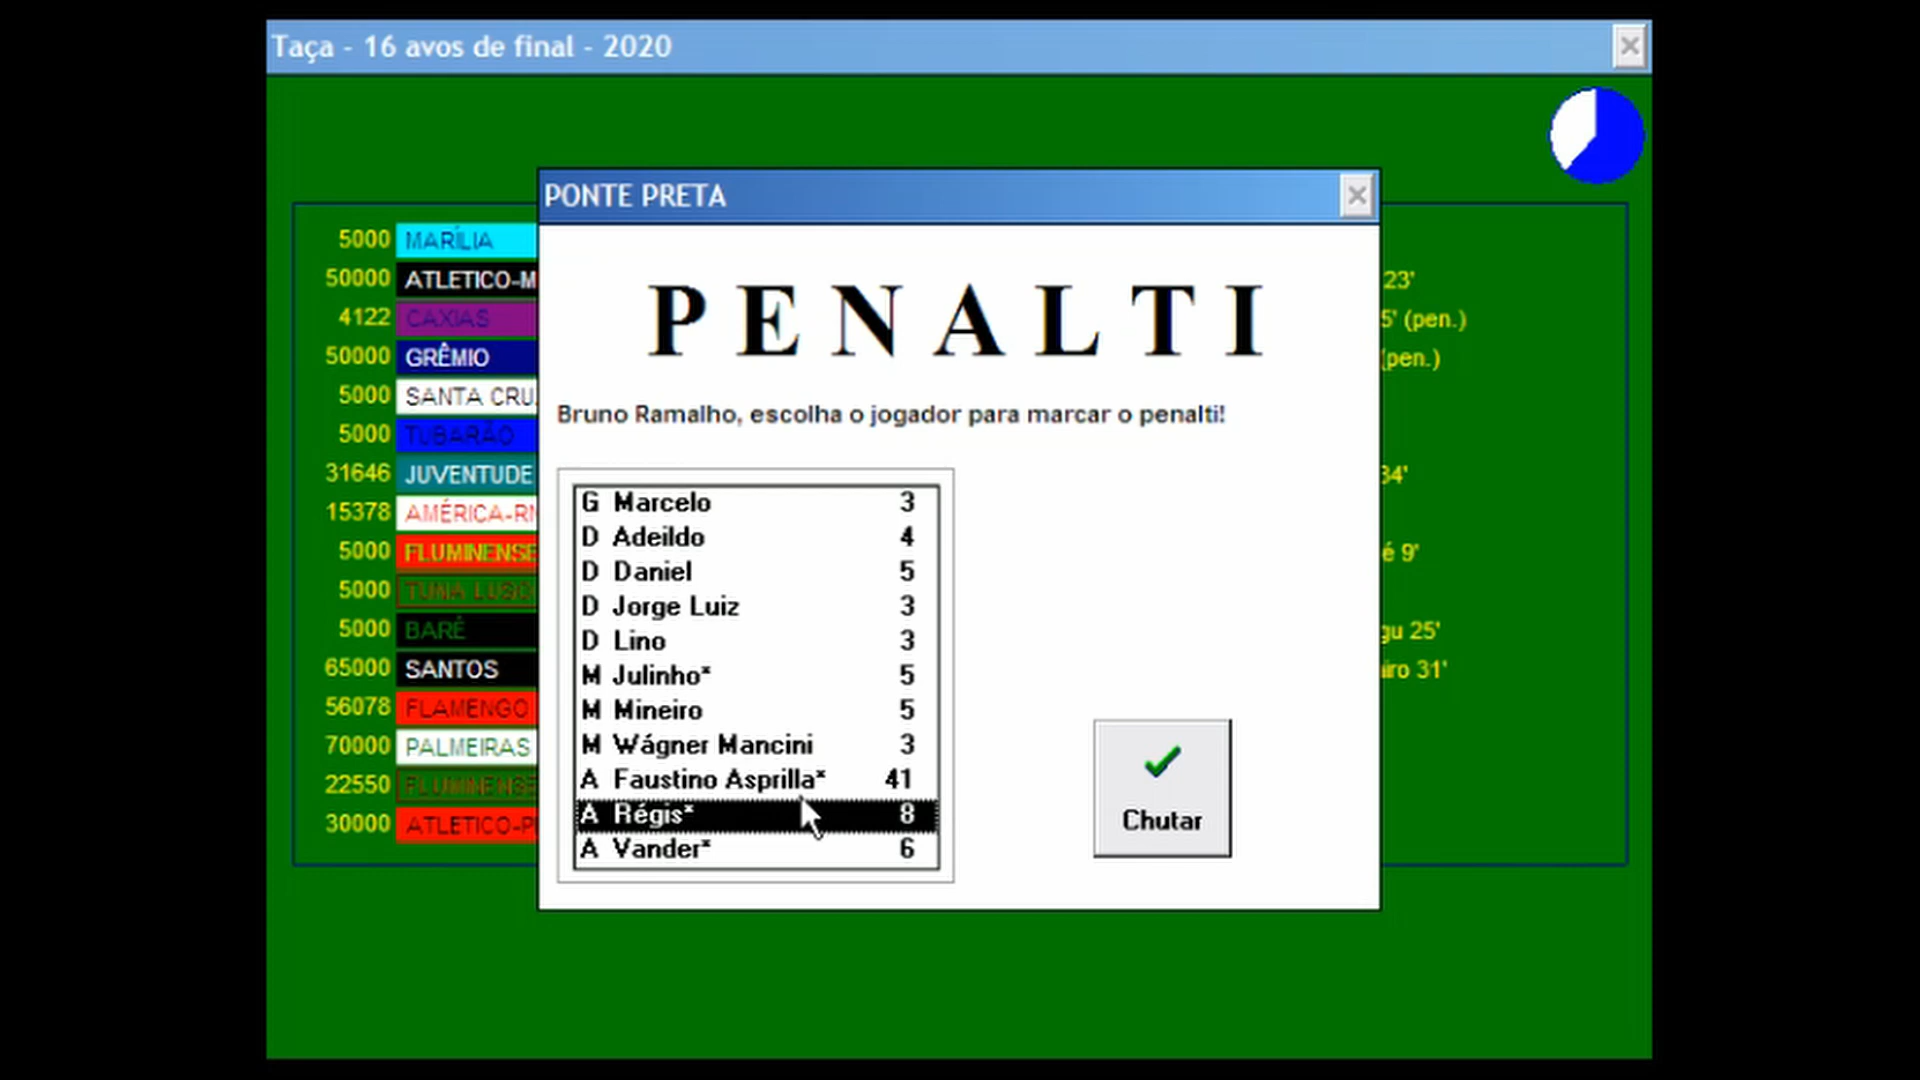 Taça - 16 avos de final - 2020
PONTE PRETA
PENALTI
Bruno Ramalho, escolha o jogador para marcar o penalti!
G Marcelo 3
D Adeildo 4
D Daniel 5
D Jorge Luiz 3
D Lino 3
M Julinho* 5
M Mineiro 5
M Wágner Mancini 3
A Faustino Asprilla* 41
A Régis* 8
A Vander* 6
Chutar
5000 MARÍLIA
50000 ATLETICO-M 23'
4122 CAXIAS 5' (pen.)
50000 GRÊMIO (pen.)
5000 SANTA CRU
5000 TUBARÃO
31646 JUVENTUDE 34'
15378 AMÉRICA-RN
5000 FLUMINENSE é 9'
5000 TUNA LUSO
5000 BARÉ gu 25'
65000 SANTOS iro 31'
56078 FLAMENGO
70000 PALMEIRAS
22550 FLUMINENSE
30000 ATLETICO-P